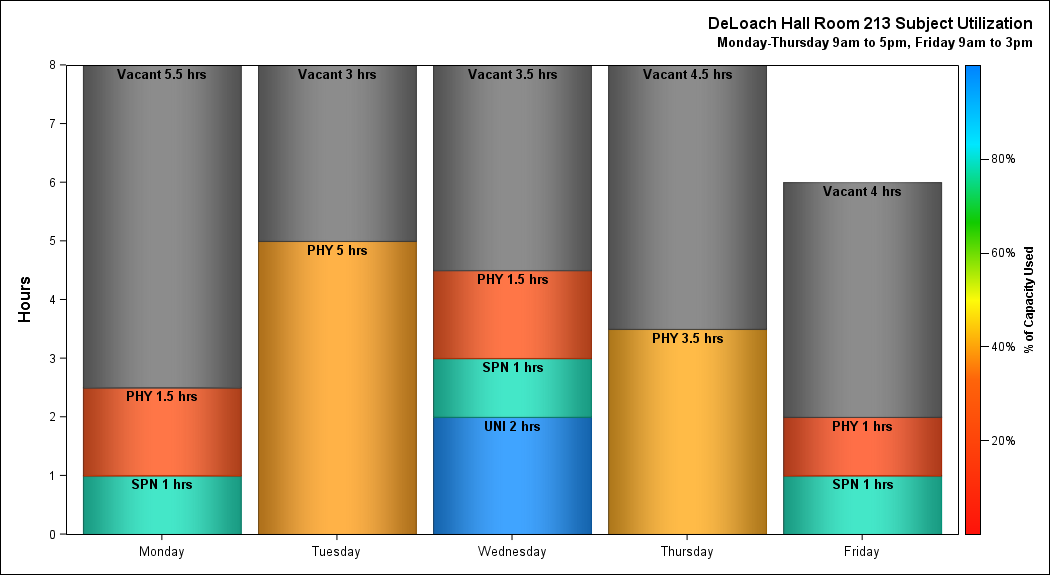 DeLoach Hall Room 213 Subject Utilization
Monday-Thursday 9am to 5pm, Friday 9am to 3pm
Hours
8
7
6
5
4
3
2
1
0
Vacant 5.5 hrs
PHY 1.5 hrs
SPN 1 hrs
Vacant 3 hrs
PHY 5 hrs
Vacant 3.5 hrs
PHY 1.5 hrs
SPN 1 hrs
UNI 2 hrs
Vacant 4.5 hrs
PHY 3.5 hrs
Vacant 4 hrs
PHY 1 hrs
SPN 1 hrs
Monday Tuesday Wednesday Thursday Friday
80%
60%
40%
20%
% of Capacity Used